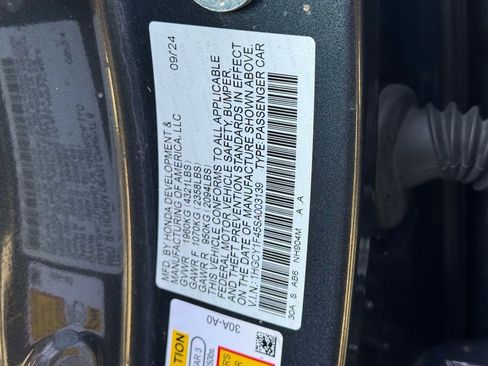 MFD. BY HONDA DEVELOPMENT &
MANUFACTURING OF AMERICA, LLC
09/24
GVWR 1960KG (4321LBS)
GAWR F 1070KG (2358LBS)
GAWR R 950KG (2094LBS)
THIS VEHICLE CONFORMS TO ALL APPLICABLE
FEDERAL MOTOR VEHICLE SAFETY, BUMPER,
AND THEFT PREVENTION STANDARDS IN EFFECT
ON THE DATE OF MANUFACTURE SHOWN ABOVE.
V.I.N.: 1HGCY1F45SA003139 TYPE: PASSENGER CAR
30A S AB6 NH904M A .A
30A-A0